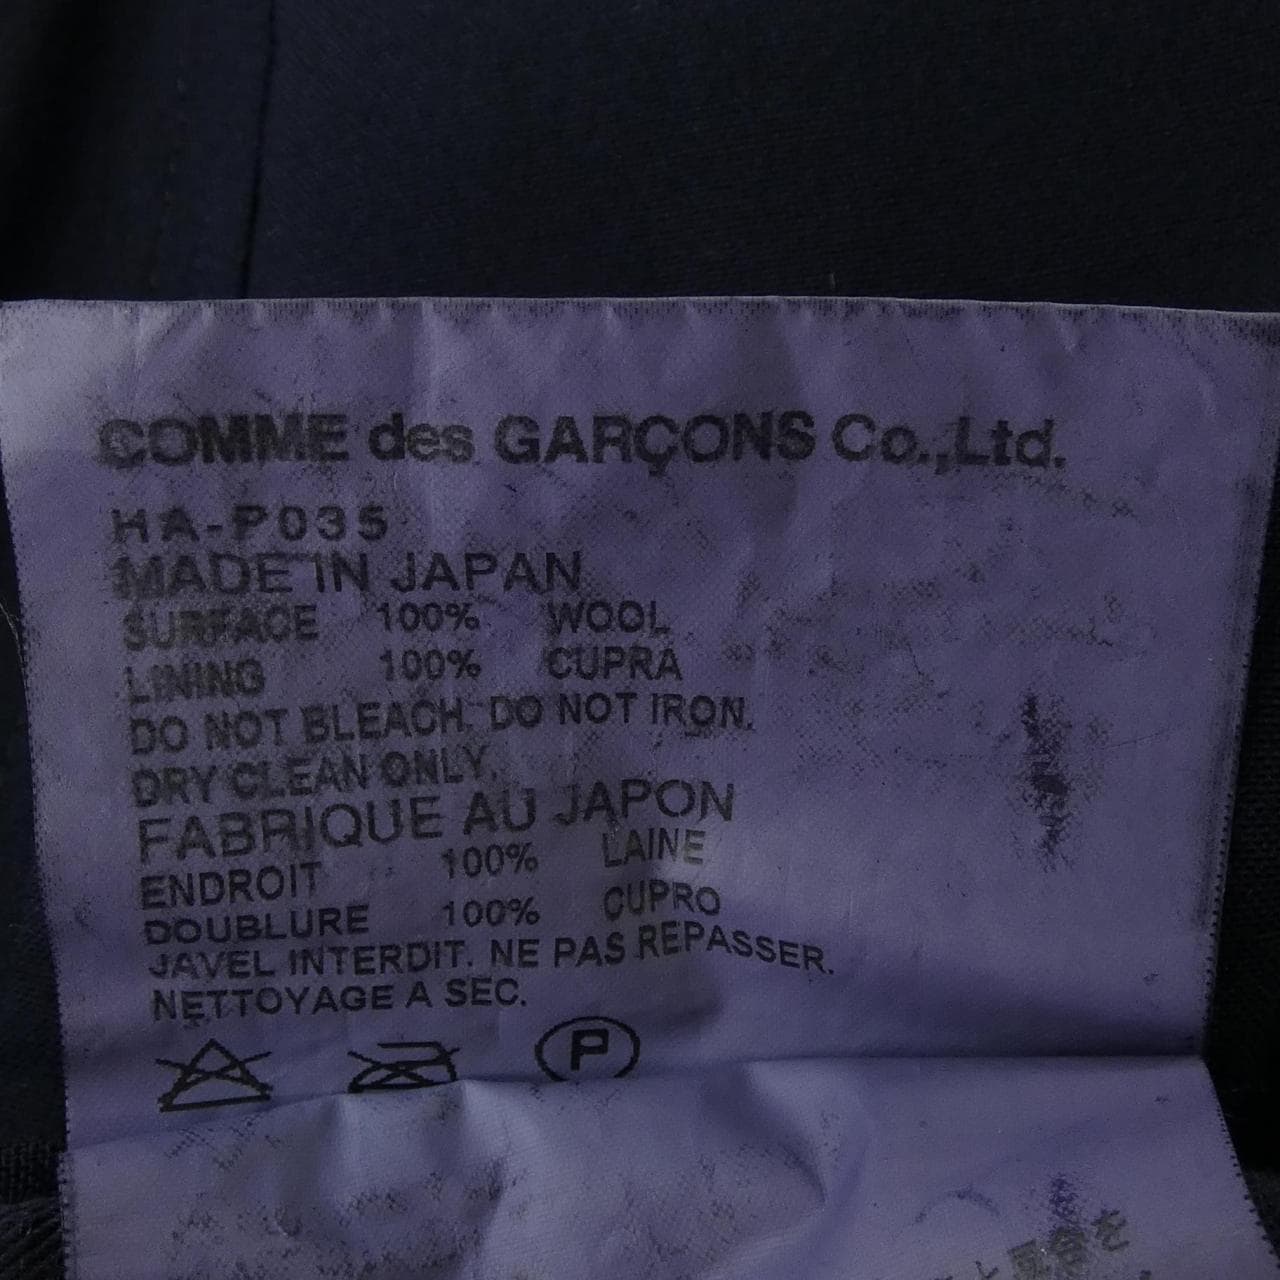 COMME des GARÇONS Co.,Ltd.
HA-P035
MADE IN JAPAN
SURFACE 100% WOOL
LINING 100% CUPRA
DO NOT BLEACH. DO NOT IRON.
DRY CLEAN ONLY.
FABRIQUE AU JAPON
ENDROIT 100% LAINE
DOUBLURE 100% CUPRO
JAVEL INTERDIT. NE PAS REPASSER.
NETTOYAGE A SEC.
P